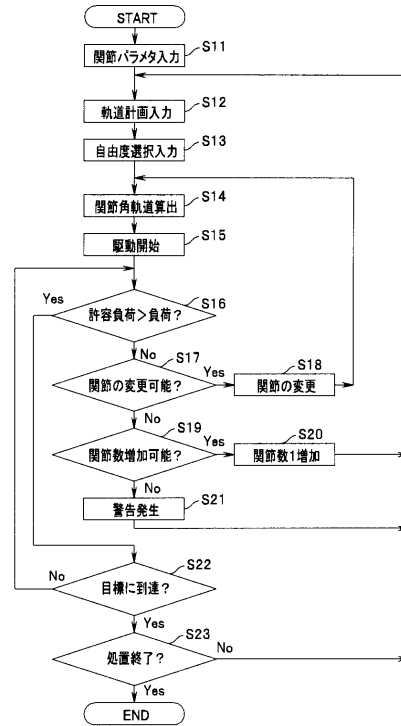 START
関節パラメタ入力
S11
軌道計画入力
S12
自由度選択入力
S13
関節角軌道算出
S14
駆動開始
S15
許容負荷>負荷?
S16
Yes
No
関節の変更可能?
S17
Yes
関節の変更
S18
No
関節数増加可能?
S19
Yes
関節数1増加
S20
No
警告発生
S21
目標に到達?
S22
No
Yes
処置終了?
S23
No
Yes
END